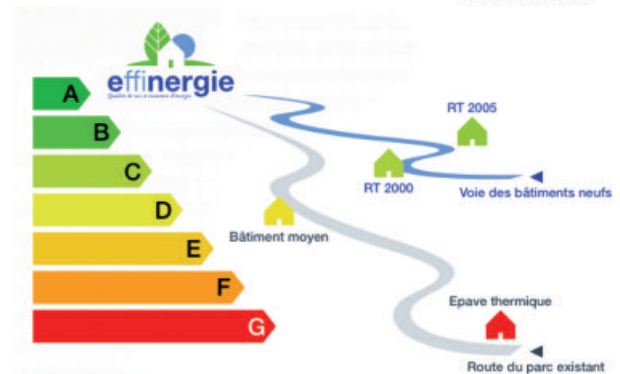 effinergie
A
B
C
D
E
F
G
RT 2005
RT 2000
Voie des bâtiments neufs
Bâtiment moyen
Epave thermique
Route du parc existant